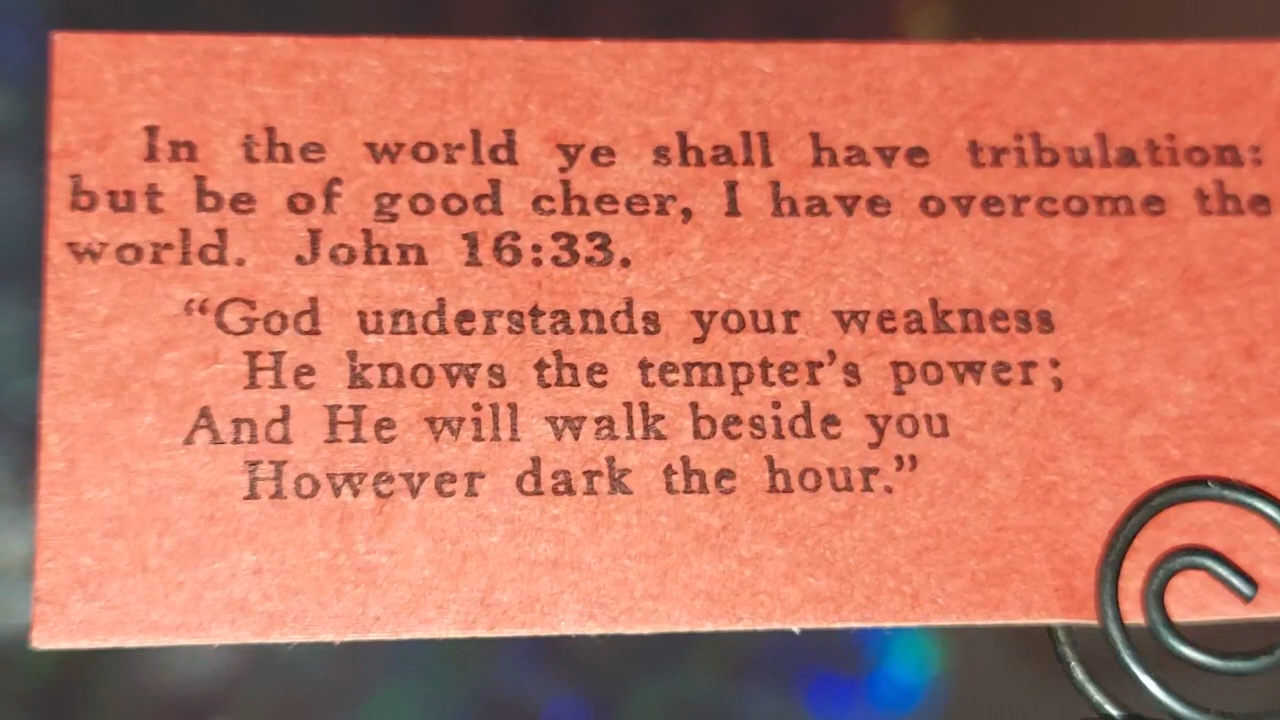 In the world ye shall have tribulation:
but be of good cheer, I have overcome the
world. John 16:33.
“God understands your weakness
He knows the tempter’s power;
And He will walk beside you
However dark the hour.”